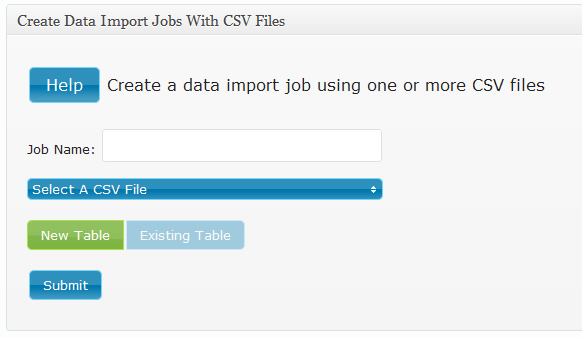 Create Data Import Jobs With CSV Files
Help Create a data import job using one or more CSV files
Job Name:
Select A CSV File
New Table Existing Table
Submit